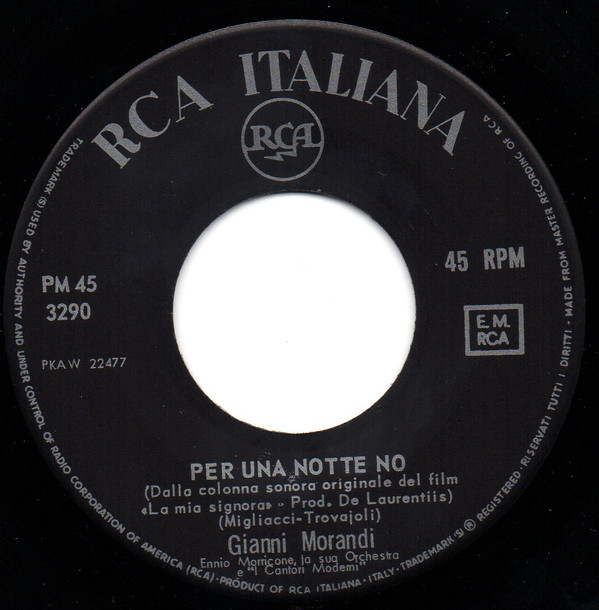 RCA ITALIANA
RCA
45 RPM
PM 45
3290
E.M.
RCA
PKAW 22477
PER UNA NOTTE NO
(Dalla colonna sonora originale del film
«La mia signora» - Prod. De Laurentiis)
(Migliacci-Trovajoli)
Gianni Morandi
Ennio Morricone, la sua Orchestra
e "I Cantori Moderni"
TRADEMARK (S) USED BY AUTHORITY AND UNDER CONTROL OF RADIO CORPORATION OF AMERICA (RCA)-PRODUCT OF RCA ITALIANA-ITALY-TRADEMARK (S) ® REGISTERED-RISERVATI TUTTI I DIRITTI - MADE FROM MASTER RECORDING OF RCA